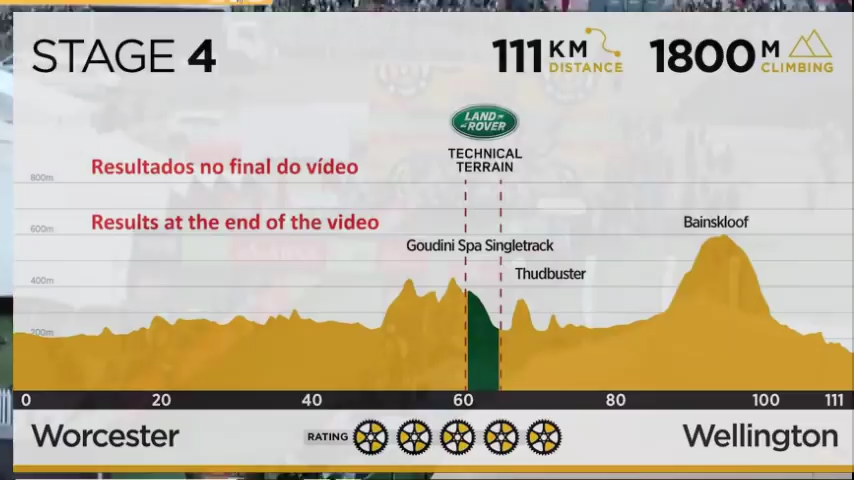 STAGE 4
111 KM DISTANCE
1800 M CLIMBING
LAND ROVER
TECHNICAL
TERRAIN
Resultados no final do vídeo
800m
Results at the end of the video
600m
Bainskloof
Goudini Spa Singletrack
Thudbuster
400m
200m
0 20 40 60 80 100 111
Worcester
RATING
Wellington